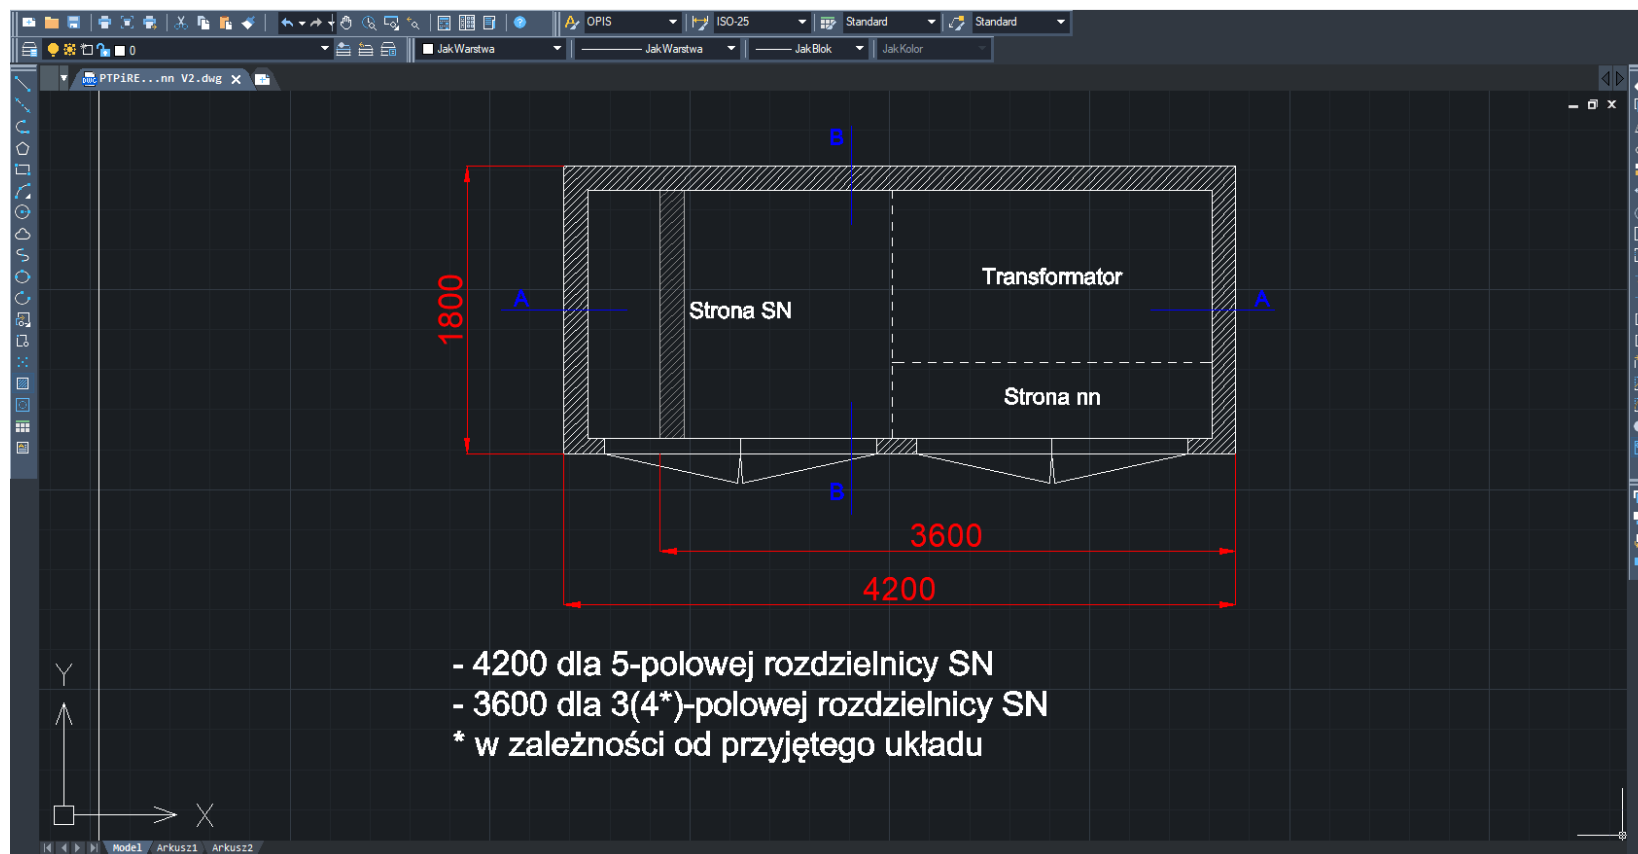 OPIS
ISO-25
Standard
Standard
0
JakWarstwa
JakWarstwa
JakBlok
JakKolor
PTPiRE...nn V2.dwg
B
Transformator
1800
A
A
Strona SN
Strona nn
B
3600
4200
- 4200 dla 5-polowej rozdzielnicy SN
- 3600 dla 3(4*)-polowej rozdzielnicy SN
* w zależności od przyjętego układu
Y
X
Model Arkusz1 Arkusz2